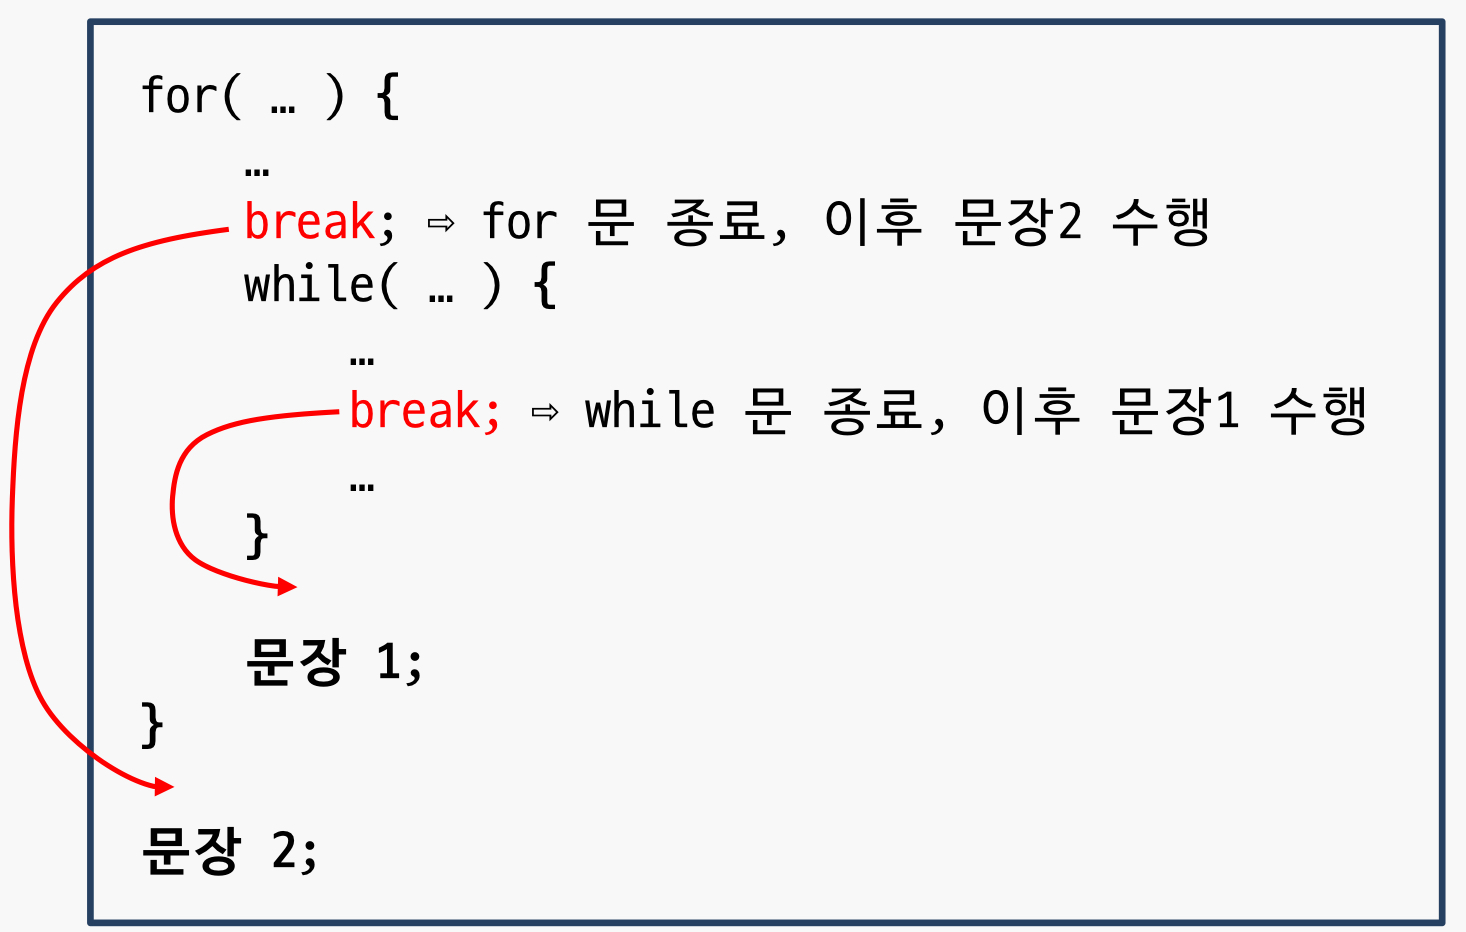 for( … ) {
…
break; ⇨ for 문 종료, 이후 문장2 수행
while( … ) {
…
break; ⇨ while 문 종료, 이후 문장1 수행
…
}
문장 1;
}
문장 2;